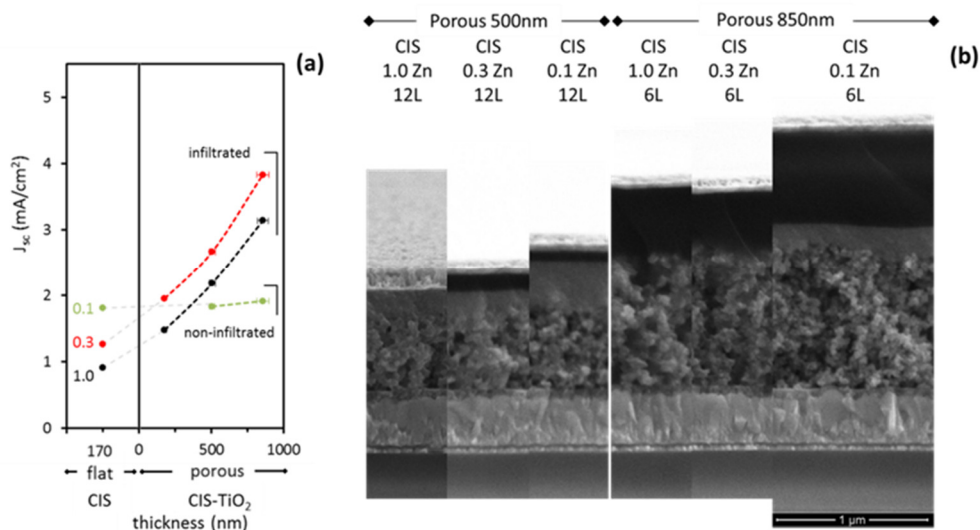 (a)
J_sc (mA/cm²)
5
4
3
2
1
0
infiltrated
non-infiltrated
0.1
0.3
1.0
170 0 500 1000
flat porous
CIS CIS-TiO₂
thickness (nm)
Porous 500nm Porous 850nm
CIS CIS CIS CIS CIS CIS
1.0 Zn 0.3 Zn 0.1 Zn 1.0 Zn 0.3 Zn 0.1 Zn
12L 12L 12L 6L 6L 6L
(b)
1 μm